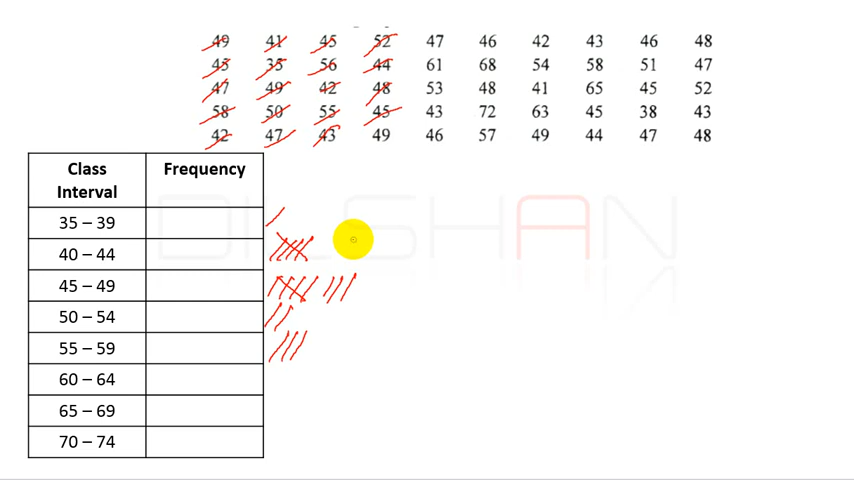 49 41 45 52 47 46 42 43 46 48
45 35 56 44 61 68 54 58 51 47
47 49 42 48 53 48 41 65 45 52
58 50 55 45 43 72 63 45 38 43
42 47 43 49 46 57 49 44 47 48
Class Interval Frequency
35 – 39
40 – 44
45 – 49
50 – 54
55 – 59
60 – 64
65 – 69
70 – 74